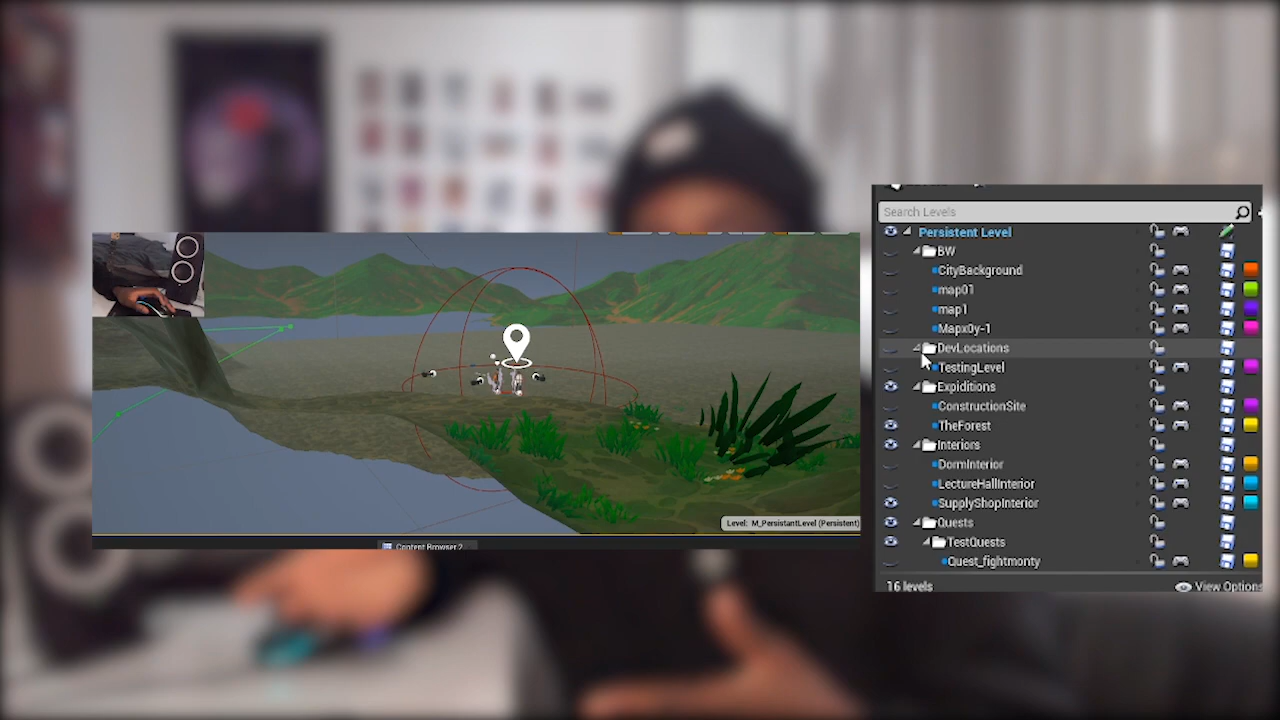 Search Levels
Persistent Level
BW
CityBackground
map01
map1
Mapx0y-1
DevLocations
TestingLevel
Expiditions
ConstructionSite
TheForest
Interiors
DormInterior
LectureHallInterior
SupplyShopInterior
Quests
TestQuests
Quest_fightmonty
16 levels
View Options
Level: M_PersistantLevel (Persistent)
Content Browser 2